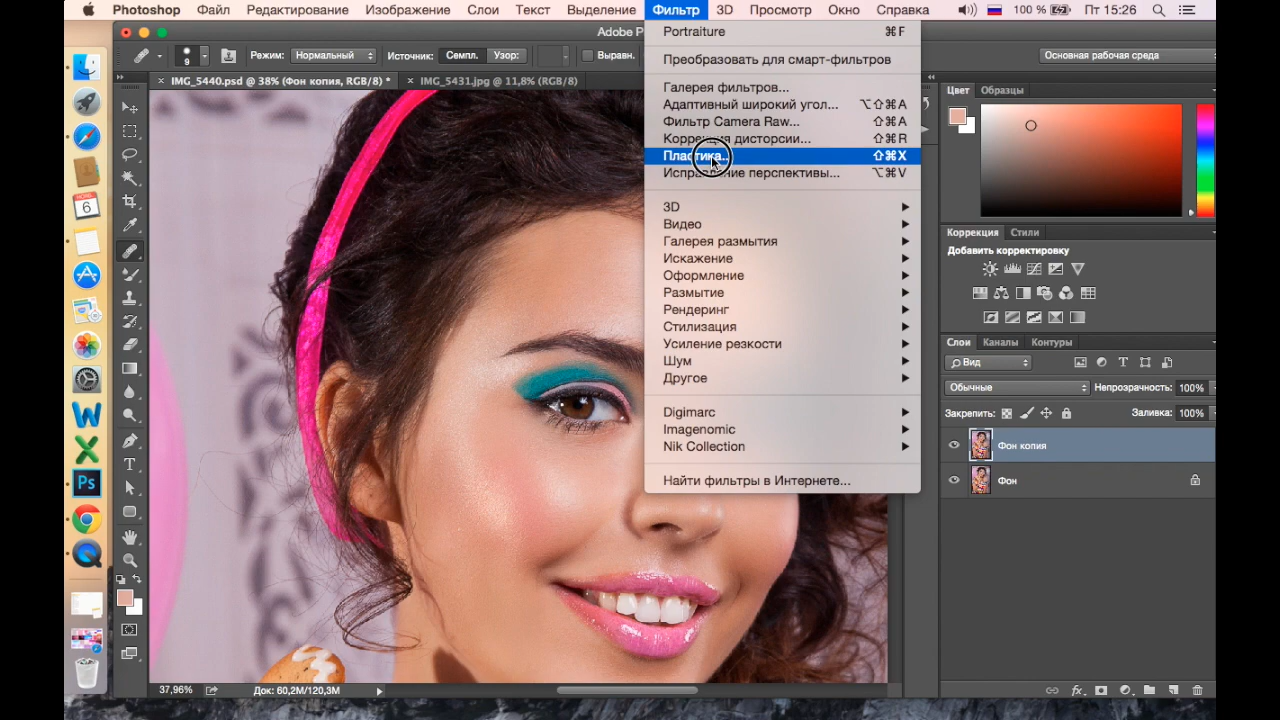 Photoshop Файл Редактирование Изображение Слои Текст Выделение Фильтр 3D Просмотр Окно Справка 100 % Пт 15:26
Adobe P
9 Режим: Нормальный Источник: Семпл. Узор: Выравн. Основная рабочая среда
IMG_5440.psd @ 38% (Фон копия, RGB/8) * IMG_5431.jpg @ 11,8% (RGB/8)
Portraiture ⌘F
Преобразовать для смарт-фильтров
Галерея фильтров...
Адаптивный широкий угол... ⌥⇧⌘A
Фильтр Camera Raw... ⇧⌘A
Коррекция дисторсии... ⇧⌘R
Пластика... ⇧⌘X
Исправление перспективы... ⌥⌘V
3D
Видео
Галерея размытия
Искажение
Оформление
Размытие
Рендеринг
Стилизация
Усиление резкости
Шум
Другое
Digimarc
Imagenomic
Nik Collection
Найти фильтры в Интернете...
Цвет Образцы
Коррекция Стили
Добавить корректировку
Слои Каналы Контуры
Вид
Обычные Непрозрачность: 100%
Закрепить: Заливка: 100%
Фон копия
Фон
fx
6
Ps
37,96% Док: 60,2M/120,3M